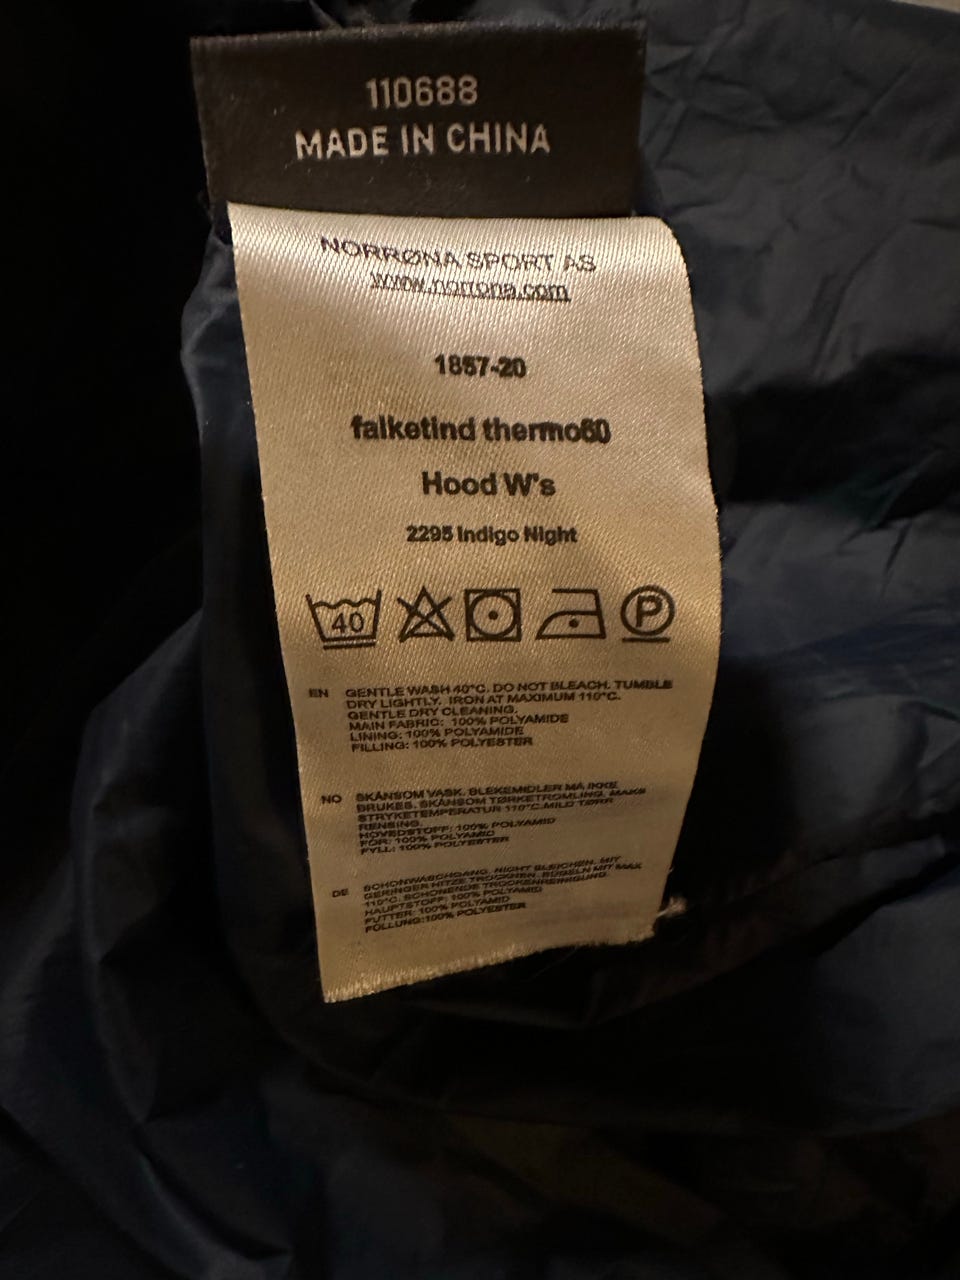 110688
MADE IN CHINA
NORRØNA SPORT AS
www.norrona.com
1857-20
falketind thermo60
Hood W's
2295 Indigo Night
40 P
EN GENTLE WASH 40°C. DO NOT BLEACH. TUMBLE
DRY LIGHTLY. IRON AT MAXIMUM 110°C.
GENTLE DRY CLEANING.
MAIN FABRIC: 100% POLYAMIDE
LINING: 100% POLYAMIDE
FILLING: 100% POLYESTER
NO SKÅNSOM VASK. BLEKEMIDLER MÅ IKKE
BRUKES. SKÅNSOM TØRKETROMLING. MAKS
STRYKETEMPERATUR 110°C.MILD TØRR
RENSING.
HOVEDSTOFF: 100% POLYAMID
FOR: 100% POLYAMID
FYLL: 100% POLYESTER
DE SCHONWASCHGANG. NICHT BLEICHEN. MIT
GERINGER HITZE TROCKNEN. BÜGELN MIT MAX
110°C. SCHONENDE TROCKENREINIGUNG.
HAUPTSTOFF: 100% POLYAMID
FUTTER: 100% POLYAMID
FÜLLUNG:100% POLYESTER